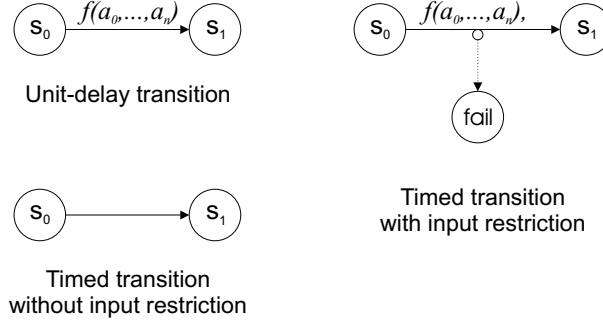 S₀ f(a₀,...,aₙ) S₁
Unit-delay transition
S₀ f(a₀,...,aₙ), S₁
fail
Timed transition
with input restriction
S₀ S₁
Timed transition
without input restriction